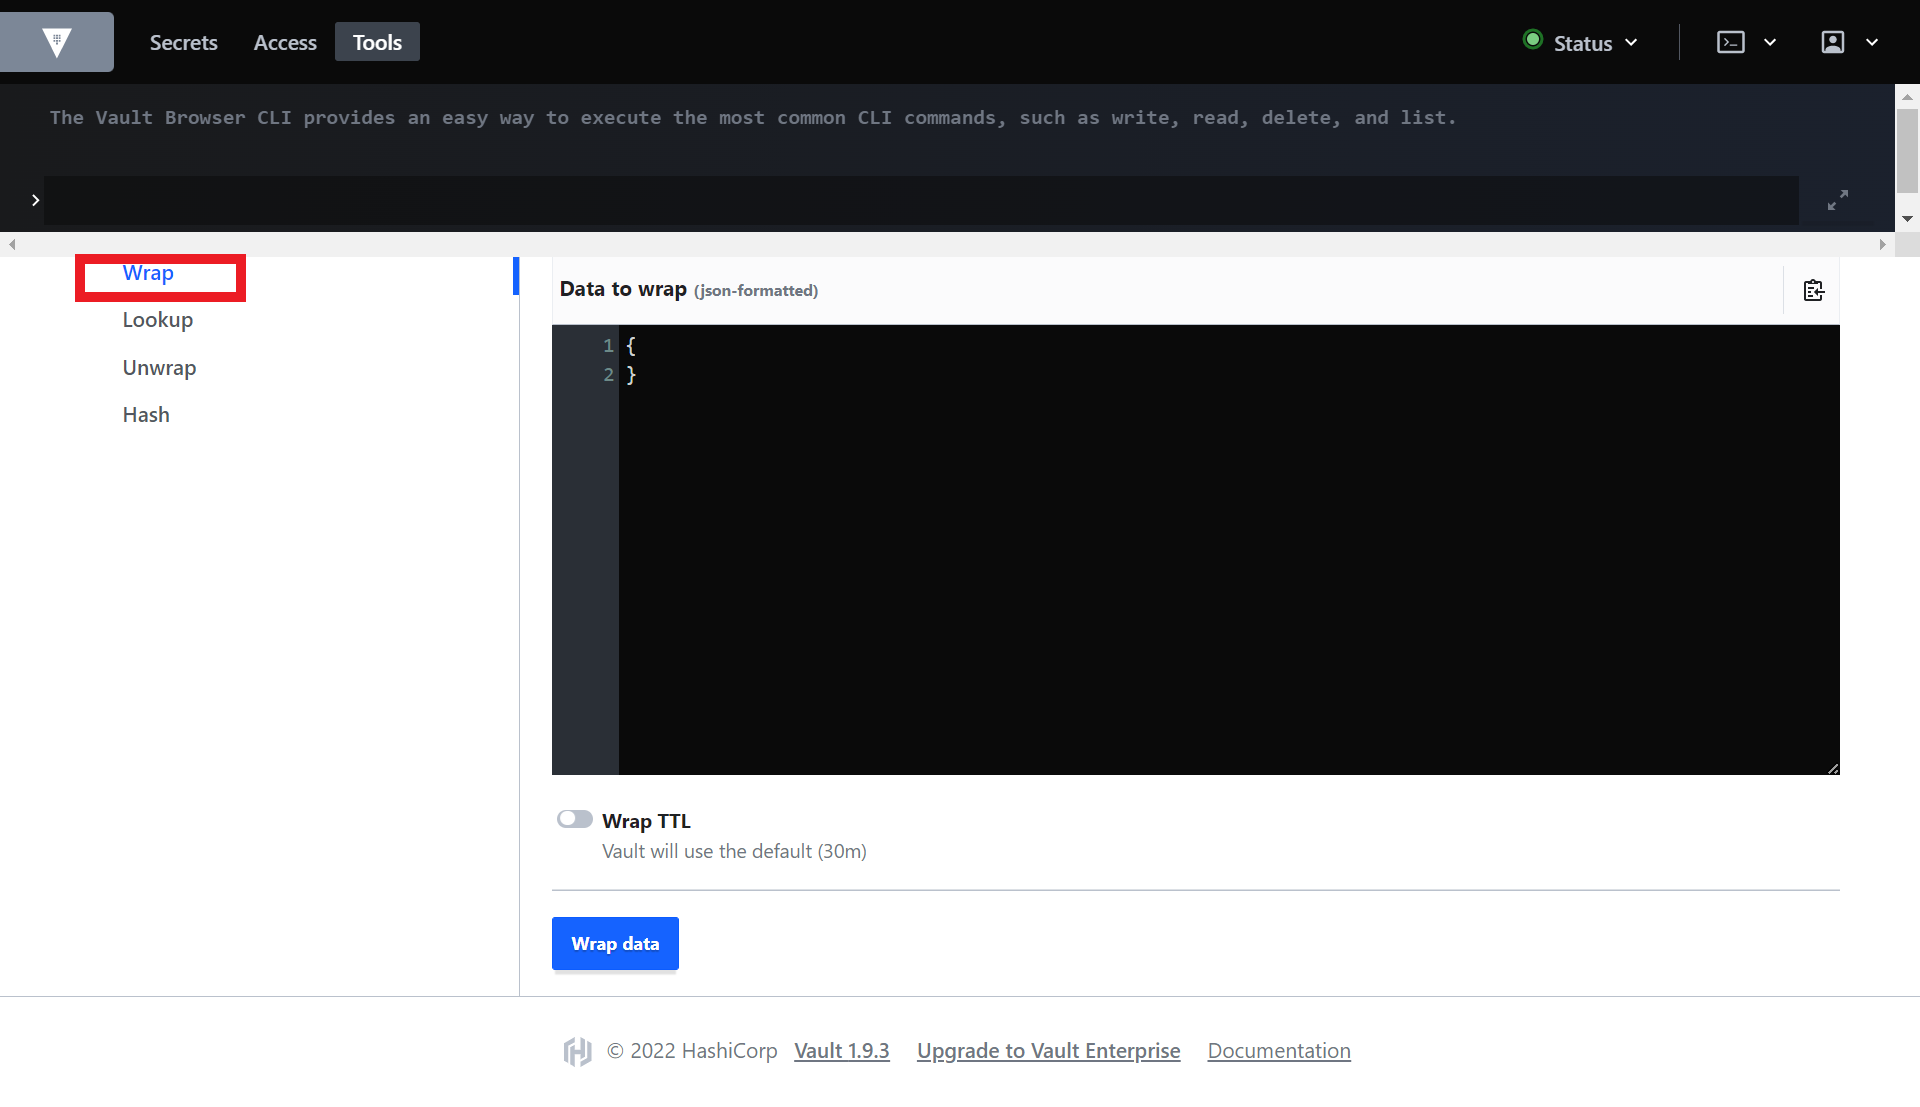 Secrets Access Tools Status
The Vault Browser CLI provides an easy way to execute the most common CLI commands, such as write, read, delete, and list.
Wrap
Lookup
Unwrap
Hash
Data to wrap (json-formatted)
1 {
2 }
Wrap TTL
Vault will use the default (30m)
Wrap data
© 2022 HashiCorp Vault 1.9.3 Upgrade to Vault Enterprise Documentation